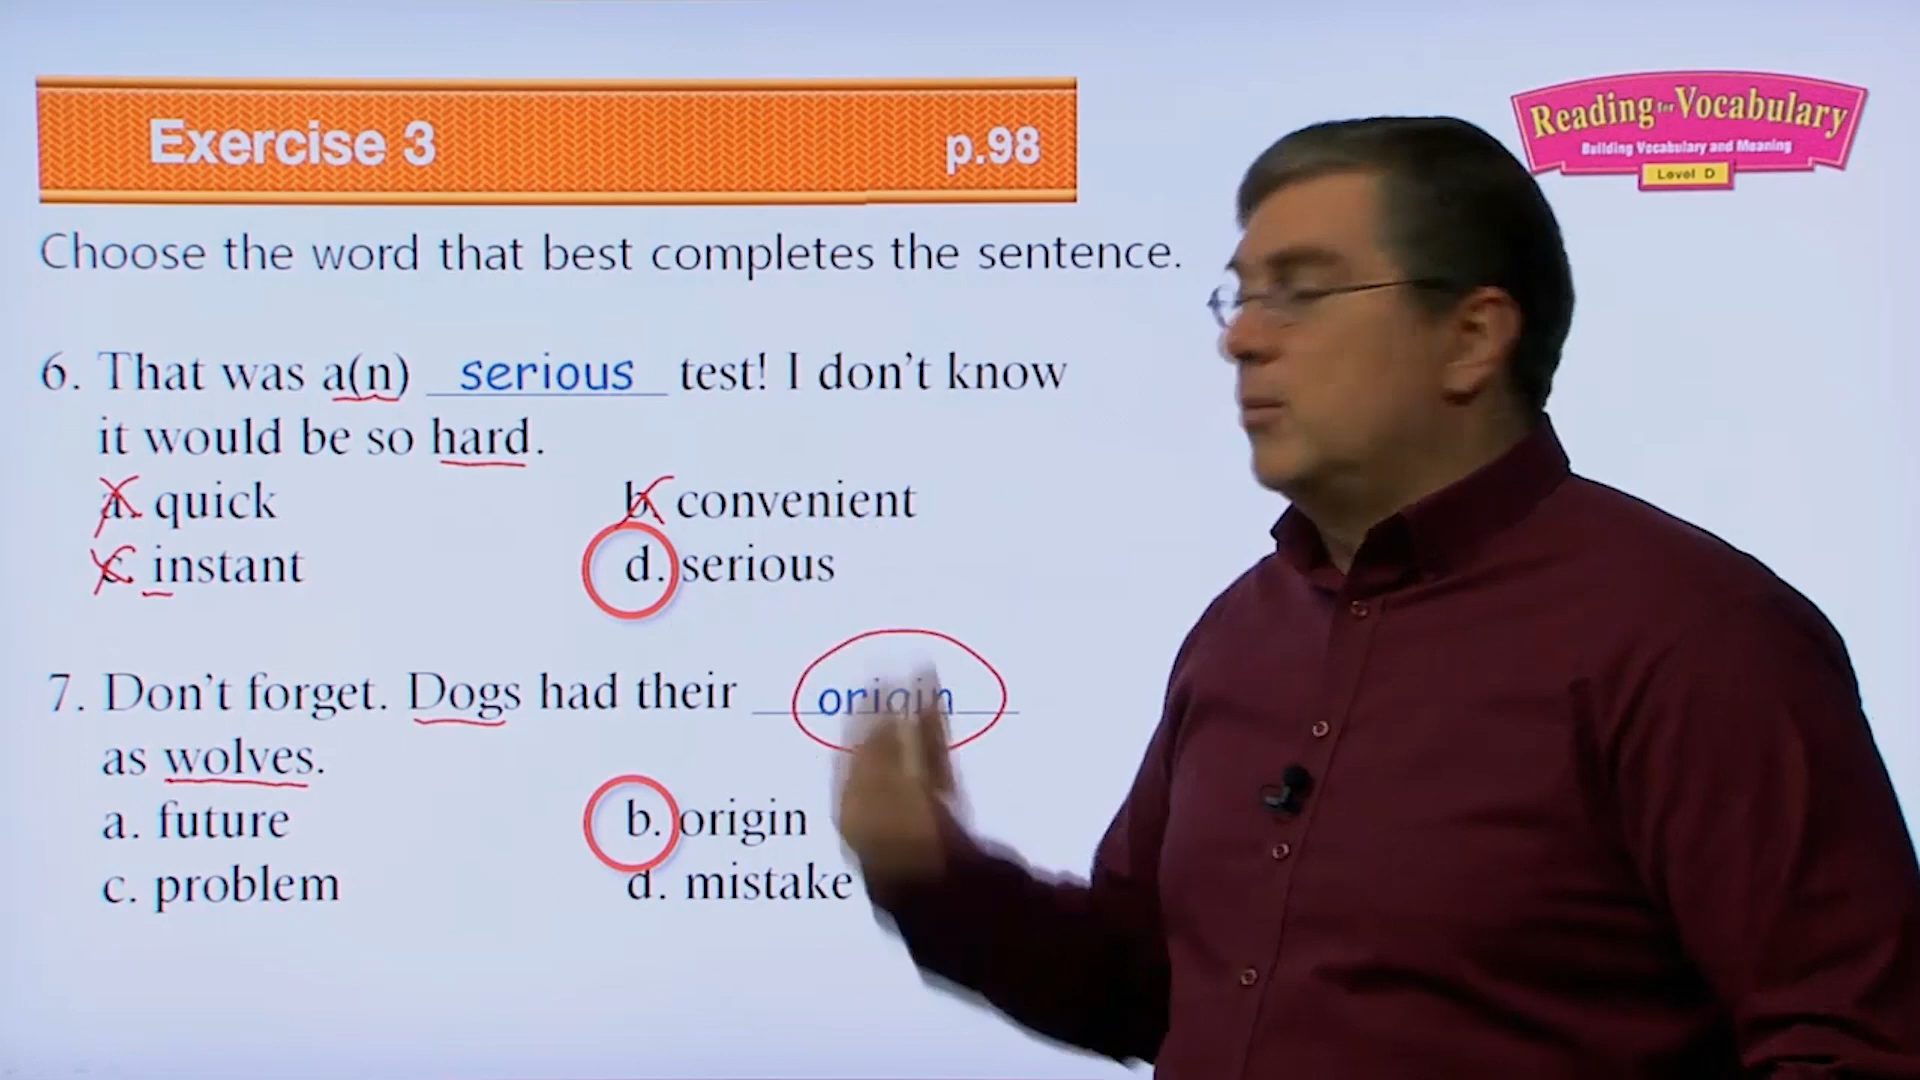 Exercise 3
p.98
Reading for Vocabulary
Building Vocabulary and Meaning
Level D
Choose the word that best completes the sentence.
6. That was a(n) serious test! I don't know
it would be so hard.
a. quick
b. convenient
c. instant
d. serious
7. Don't forget. Dogs had their origin
as wolves.
a. future
b. origin
c. problem
d. mistake